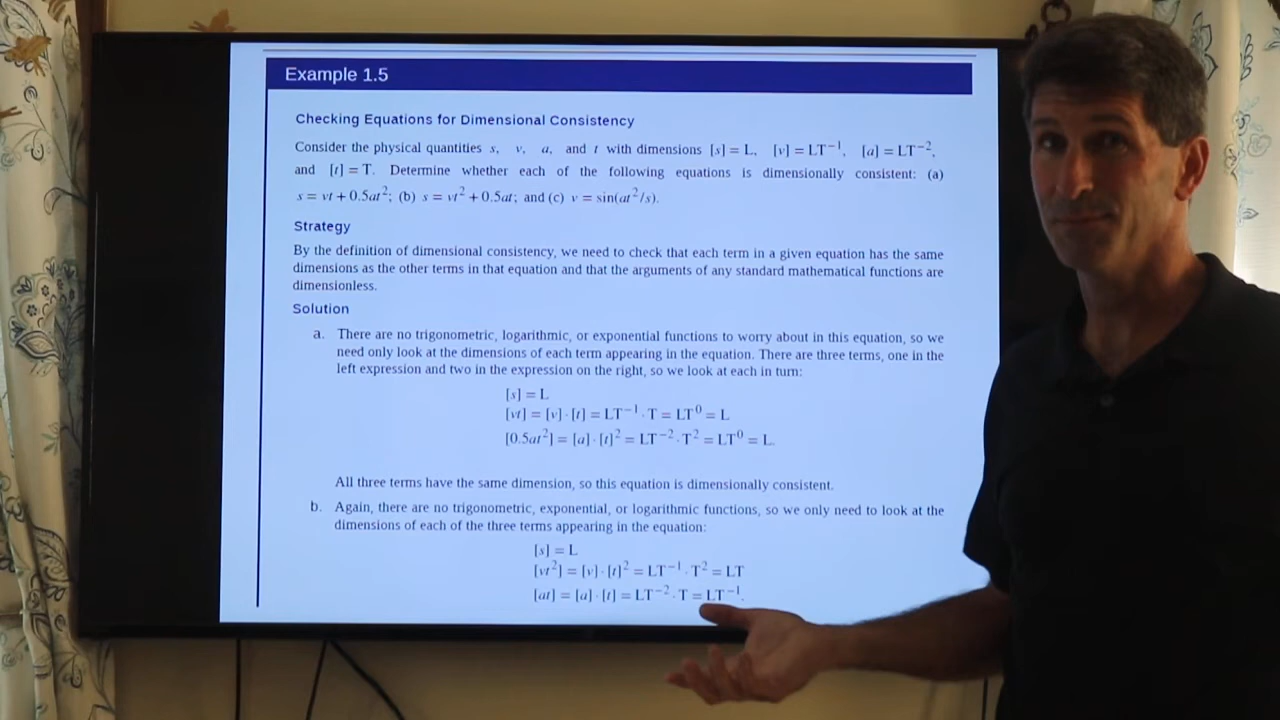 Example 1.5
Checking Equations for Dimensional Consistency
Consider the physical quantities s, v, a, and t with dimensions [s] = L, [v] = LT⁻¹, [a] = LT⁻²,
and [t] = T. Determine whether each of the following equations is dimensionally consistent: (a)
s = vt + 0.5at²; (b) s = vt² + 0.5at; and (c) v = sin(at²/s).
Strategy
By the definition of dimensional consistency, we need to check that each term in a given equation has the same
dimensions as the other terms in that equation and that the arguments of any standard mathematical functions are
dimensionless.
Solution
a. There are no trigonometric, logarithmic, or exponential functions to worry about in this equation, so we
need only look at the dimensions of each term appearing in the equation. There are three terms, one in the
left expression and two in the expression on the right, so we look at each in turn:
[s] = L
[vt] = [v] · [t] = LT⁻¹ · T = LT⁰ = L
[0.5at²] = [a] · [t]² = LT⁻² · T² = LT⁰ = L.
All three terms have the same dimension, so this equation is dimensionally consistent.
b. Again, there are no trigonometric, exponential, or logarithmic functions, so we only need to look at the
dimensions of each of the three terms appearing in the equation:
[s] = L
[vt²] = [v] · [t]² = LT⁻¹ · T² = LT
[at] = [a] · [t] = LT⁻² · T = LT⁻¹.